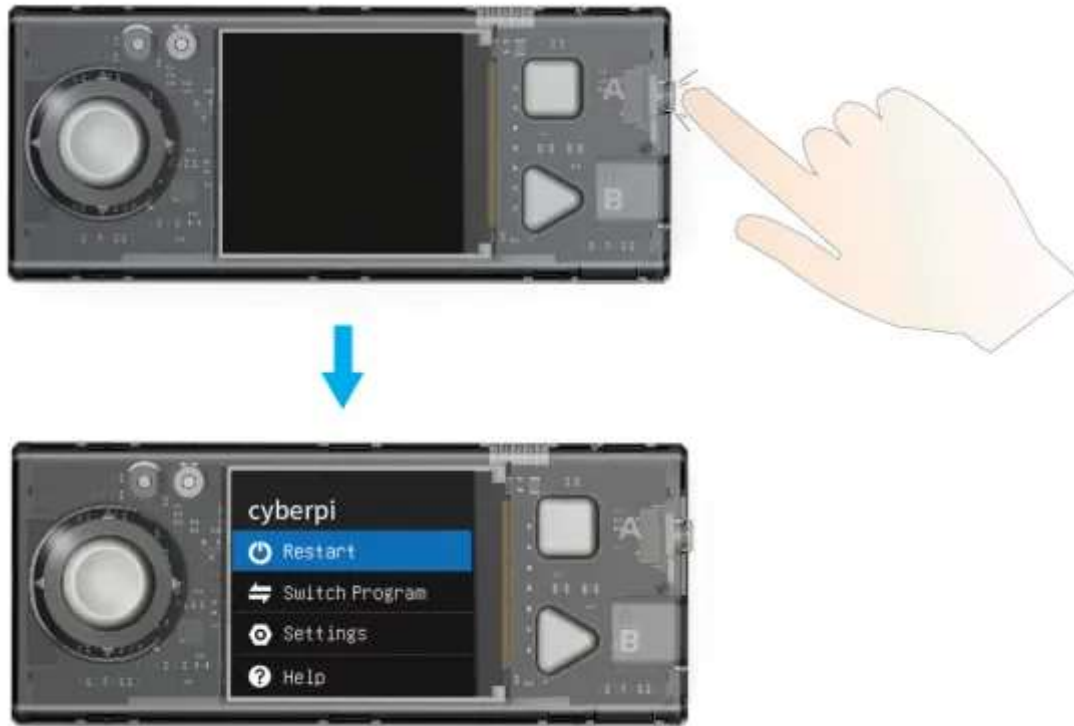 A
B
cyberpi
Restart
Switch Program
Settings
? Help
A
B